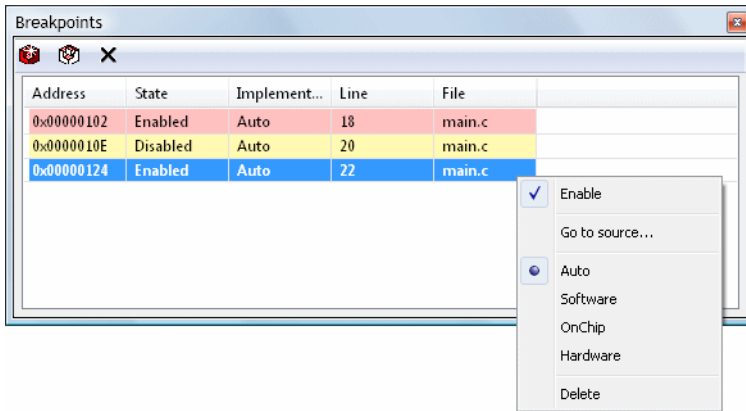 Breakpoints
Address State Implement... Line File
0x00000102 Enabled Auto 18 main.c
0x0000010E Disabled Auto 20 main.c
0x00000124 Enabled Auto 22 main.c
Enable
Go to source...
Auto
Software
OnChip
Hardware
Delete